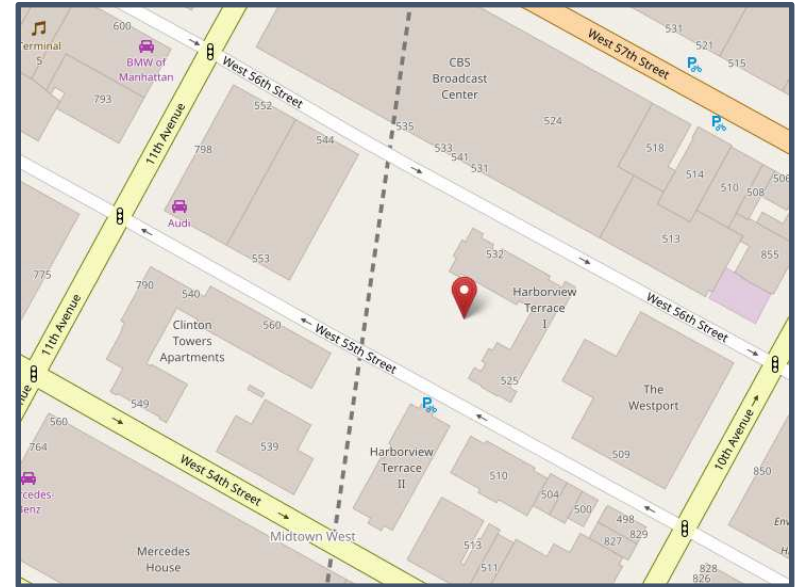 600
Terminal
5
BMW of
Manhattan
793
11th Avenue
West 56th Street
552
544
798
Audi
553
CBS
Broadcast
Center
535
533
541
531
524
West 57th Street
531
521
515
518
514
510
508
506
513
855
532
Harborview
Terrace
I
525
West 56th Street
775
790
540
560
Clinton
Towers
Apartments
549
539
11th Avenue
West 55th Street
Harborview
Terrace
II
510
504
500
498
829
827
The
Westport
509
10th Avenue
850
560
764
West 54th Street
Midtown West
Mercedes
House
513
511
828
826